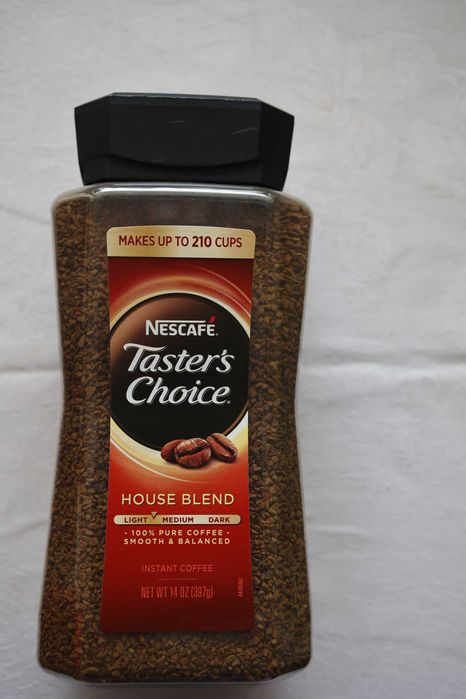 MAKES UP TO 210 CUPS
NESCAFÉ®
Taster's
Choice®
HOUSE BLEND
LIGHT MEDIUM DARK
• 100% PURE COFFEE •
SMOOTH & BALANCED
INSTANT COFFEE
NET WT 14 OZ (397g)